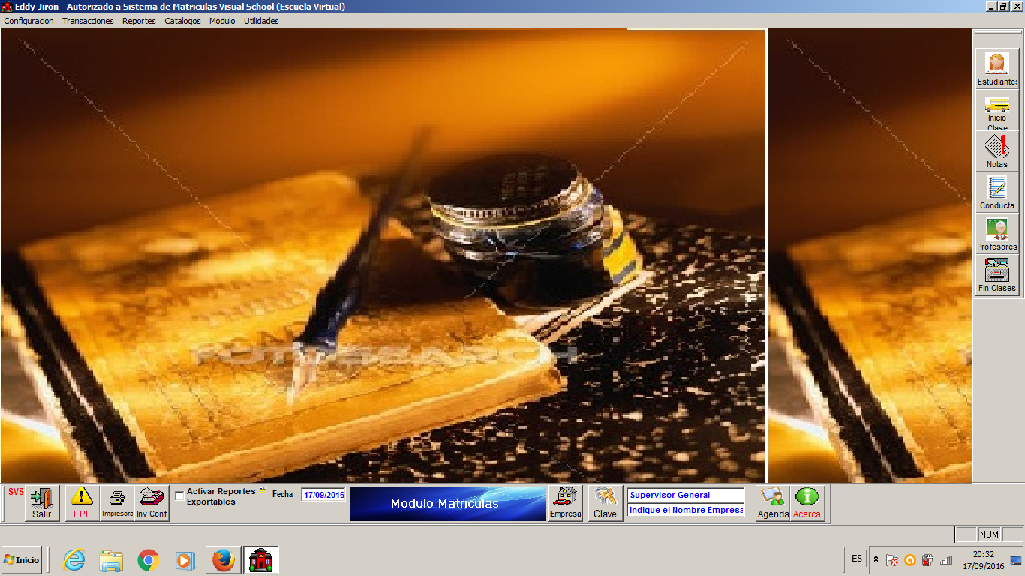 Eddy Jiron - Autorizado a Sistema de Matriculas Visual School (Escuela Virtual)
Configuracion Transacciones Reportes Catalogos Modulo Utilidades
Estudiantes
Inicio
Clase
Notas
Conducta
Profesores
Fin Clases
FOTOSEARCH
SVS
Salir
Impresora
Inv Conf
Activar Reportes
Exportables
Fecha
17/09/2016
Modulo Matriculas
Empresa
Clave
Supervisor General
Indique el Nombre Empresa
Agenda
Acerca
NUM
Inicio
ES
20:32
17/09/2016